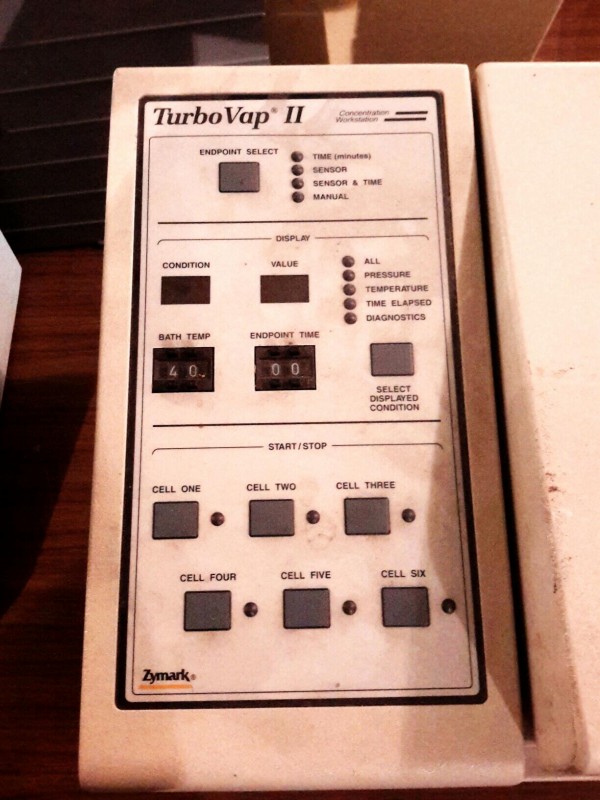 TurboVap® II
Concentration
Workstation
ENDPOINT SELECT
TIME (minutes)
SENSOR
SENSOR & TIME
MANUAL
DISPLAY
CONDITION
VALUE
ALL
PRESSURE
TEMPERATURE
TIME ELAPSED
DIAGNOSTICS
BATH TEMP
ENDPOINT TIME
40
00
SELECT
DISPLAYED
CONDITION
START/STOP
CELL ONE
CELL TWO
CELL THREE
CELL FOUR
CELL FIVE
CELL SIX
Zymark®